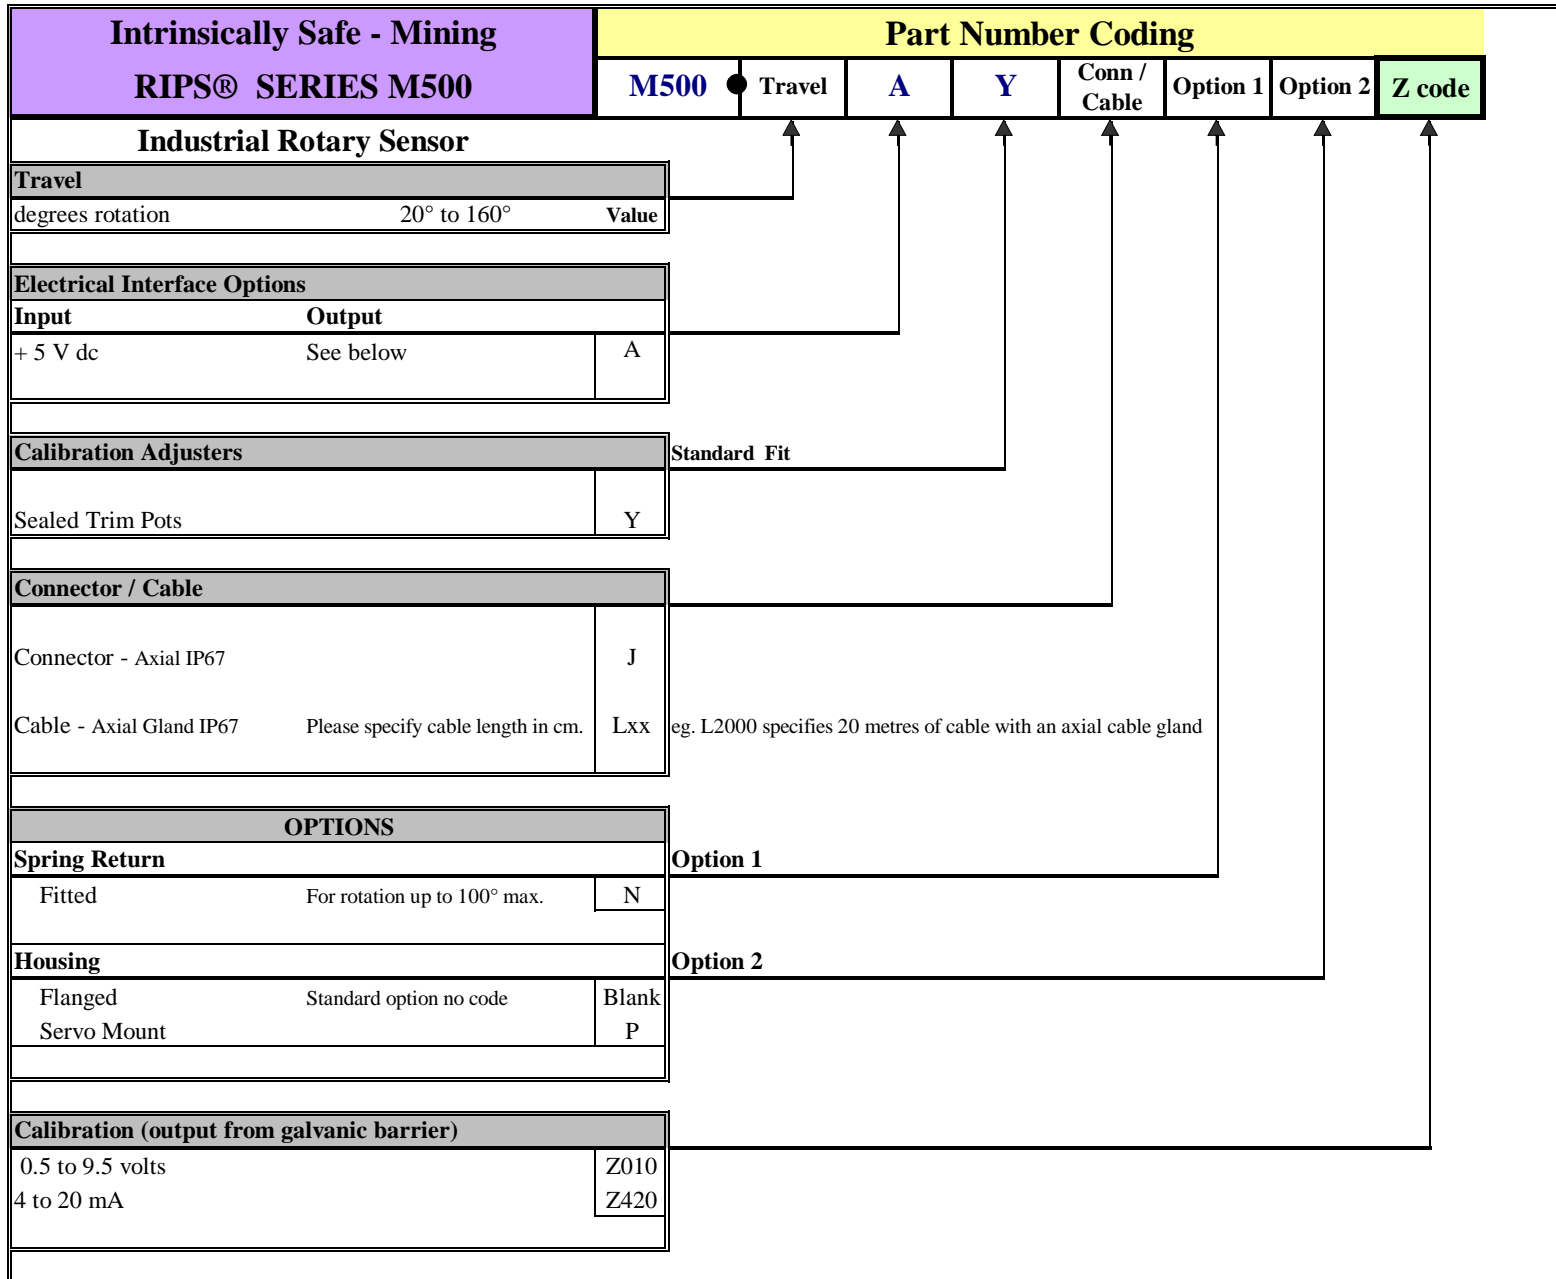 Intrinsically Safe - Mining
Part Number Coding
RIPS® SERIES M500
M500 ● Travel A Y Conn / Cable Option 1 Option 2 Z code
Industrial Rotary Sensor
Travel
degrees rotation 20° to 160° Value
Electrical Interface Options
Input Output
+ 5 V dc See below A
Calibration Adjusters Standard Fit
Sealed Trim Pots Y
Connector / Cable
Connector - Axial IP67 J
Cable - Axial Gland IP67 Please specify cable length in cm. Lxx eg. L2000 specifies 20 metres of cable with an axial cable gland
OPTIONS
Spring Return Option 1
Fitted For rotation up to 100° max. N
Housing Option 2
Flanged Standard option no code Blank
Servo Mount P
Calibration (output from galvanic barrier)
0.5 to 9.5 volts Z010
4 to 20 mA Z420